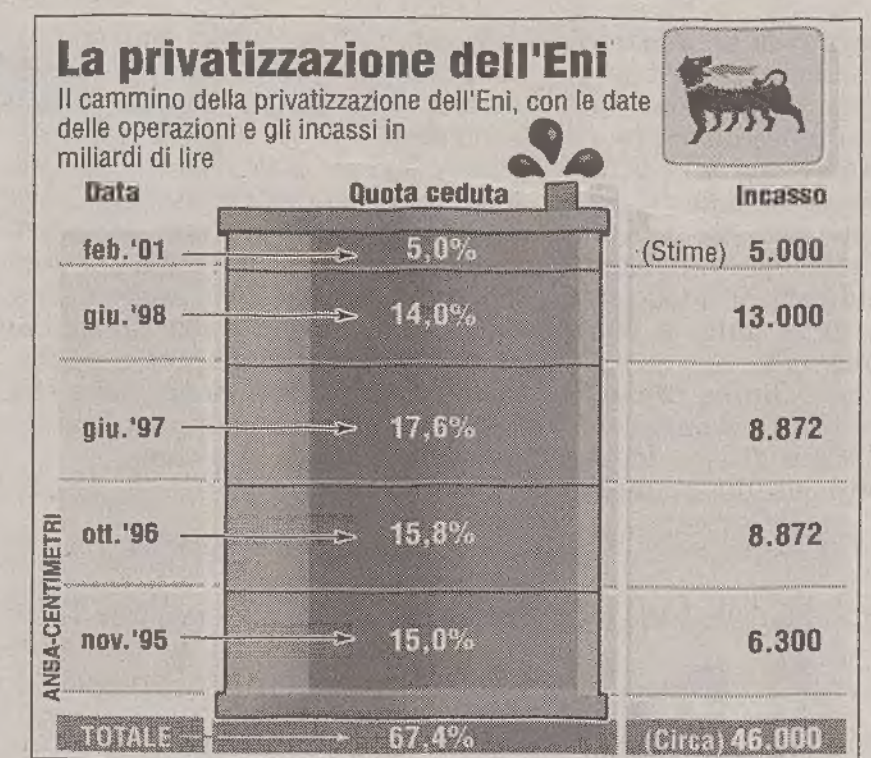 La privatizzazione dell'Eni
Il cammino della privatizzazione dell'Eni, con le date
delle operazioni e gli incassi in
miliardi di lire
Data Quota ceduta Incasso
feb.'01 5,0% (Stime) 5.000
giu.'98 14,0% 13.000
giu.'97 17,6% 8.872
ott.'96 15,8% 8.872
nov.'95 15,0% 6.300
TOTALE 67,4% (Circa) 46.000
ANSA-CENTIMETRI